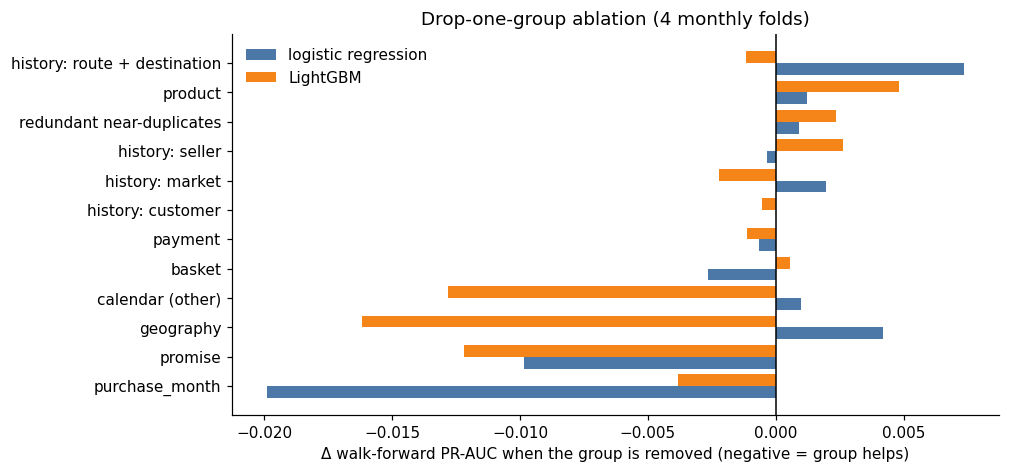 Drop-one-group ablation (4 monthly folds)
logistic regression
LightGBM
history: route + destination
product
redundant near-duplicates
history: seller
history: market
history: customer
payment
basket
calendar (other)
geography
promise
purchase_month
−0.020 −0.015 −0.010 −0.005 0.000 0.005
Δ walk-forward PR-AUC when the group is removed (negative = group helps)